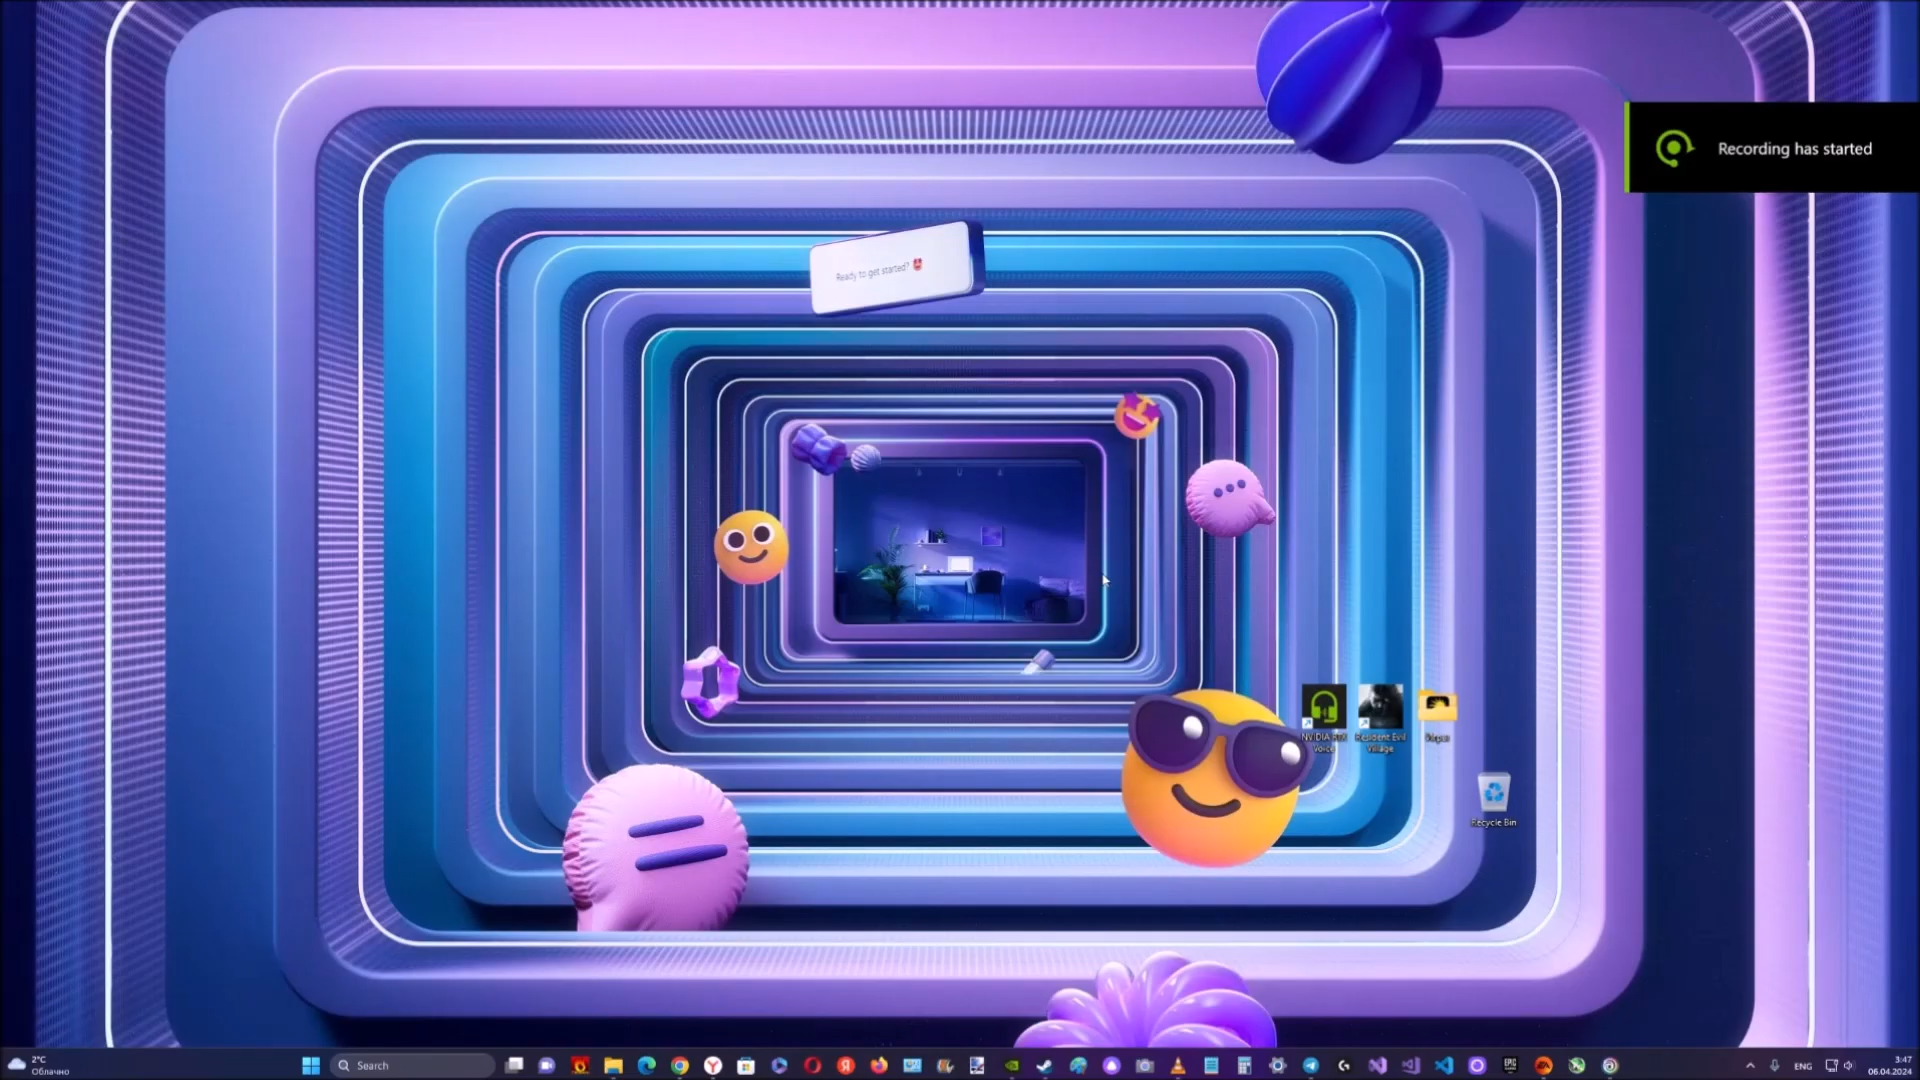 Recording has started
Ready to get started?
NVIDIA RTX
Voice
Resident Evil
Village
Recycle Bin
2°C
Облачно
Search
ENG
3:47
06.04.2024